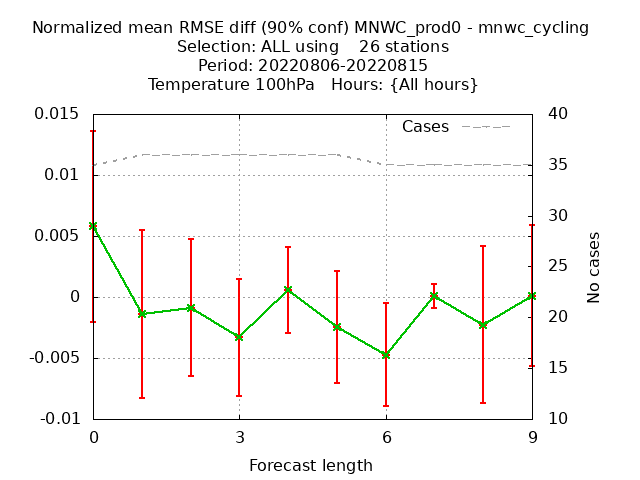 Normalized mean RMSE diff (90% conf) MNWC_prod0 - mnwc_cycling
Selection: ALL using    26 stations
Period: 20220806-20220815
Temperature 100hPa   Hours: {All hours}
0.015
0.01
0.005
0
-0.005
-0.01
Cases
40
35
30
25
20
15
10
No cases
0
3
6
9
Forecast length